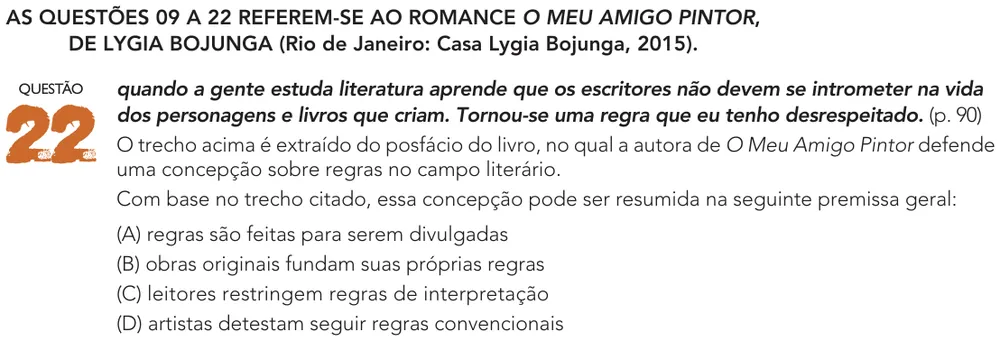 AS QUESTÕES 09 A 22 REFEREM-SE AO ROMANCE O MEU AMIGO PINTOR,
DE LYGIA BOJUNGA (Rio de Janeiro: Casa Lygia Bojunga, 2015).
QUESTÃO
22
quando a gente estuda literatura aprende que os escritores não devem se intrometer na vida
dos personagens e livros que criam. Tornou-se uma regra que eu tenho desrespeitado. (p. 90)
O trecho acima é extraído do posfácio do livro, no qual a autora de O Meu Amigo Pintor defende
uma concepção sobre regras no campo literário.
Com base no trecho citado, essa concepção pode ser resumida na seguinte premissa geral:
(A) regras são feitas para serem divulgadas
(B) obras originais fundam suas próprias regras
(C) leitores restringem regras de interpretação
(D) artistas detestam seguir regras convencionais